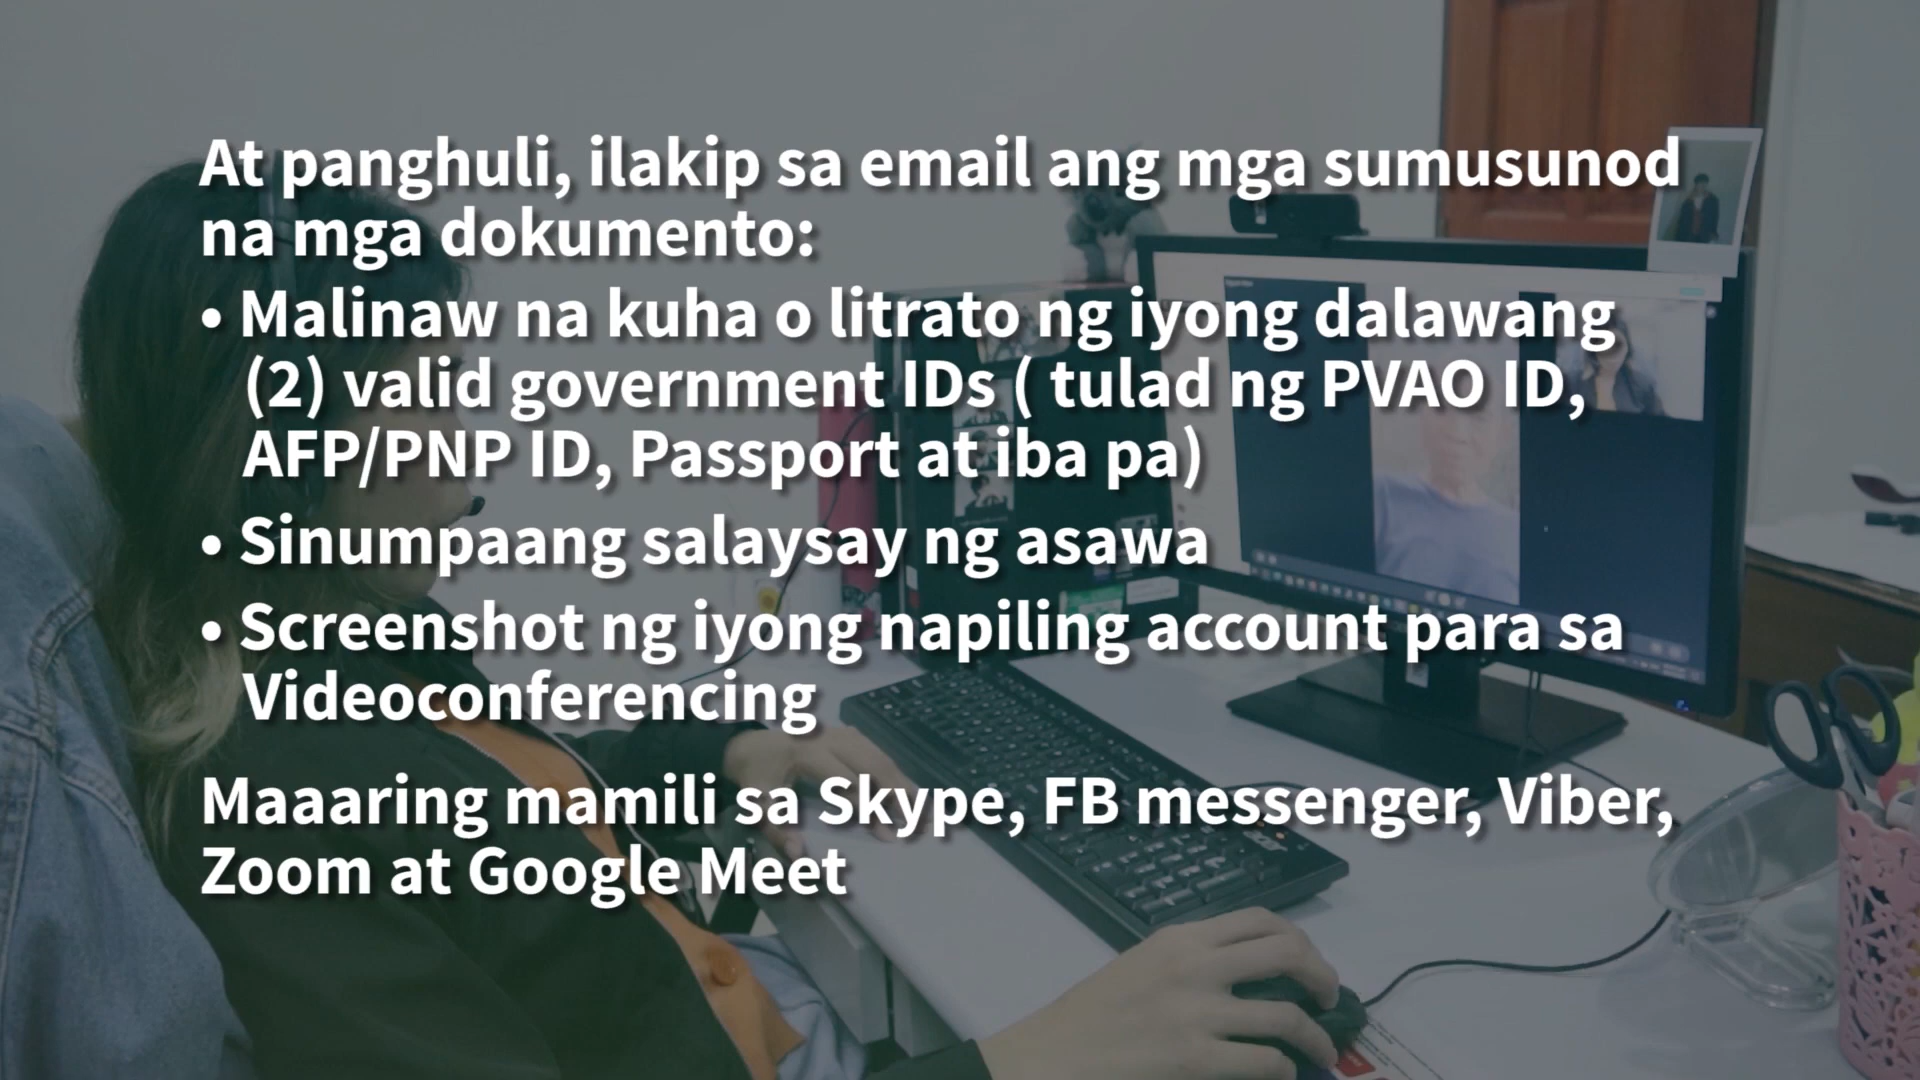 At panghuli, ilakip sa email ang mga sumusunod
na mga dokumento:
• Malinaw na kuha o litrato ng iyong dalawang
(2) valid government IDs ( tulad ng PVAO ID,
AFP/PNP ID, Passport at iba pa)
• Sinumpaang salaysay ng asawa
• Screenshot ng iyong napiling account para sa
Videoconferencing
Maaaring mamili sa Skype, FB messenger, Viber,
Zoom at Google Meet